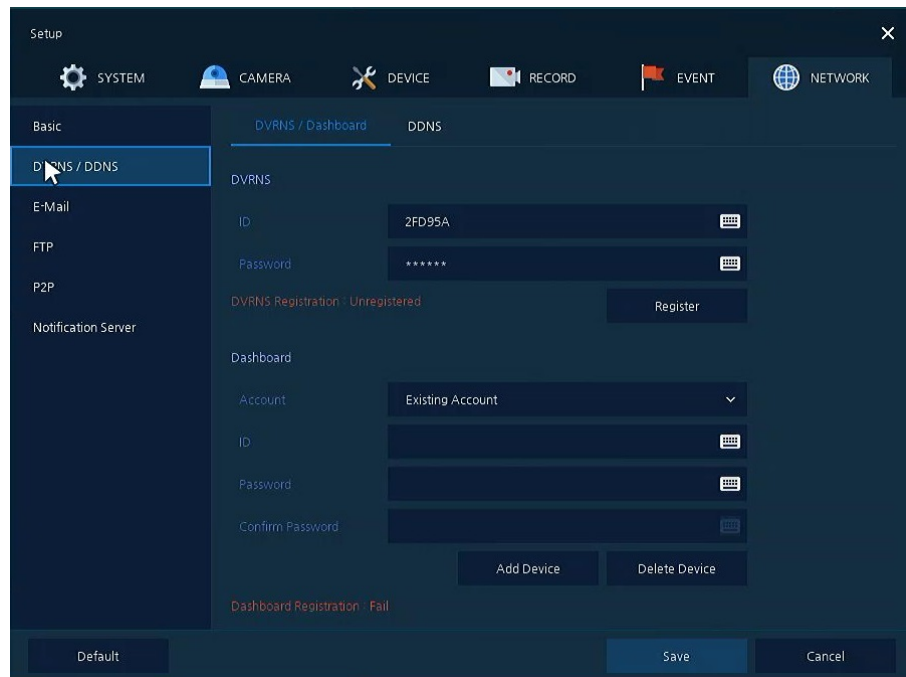 Setup
SYSTEM CAMERA DEVICE RECORD EVENT NETWORK
Basic
DVRNS / DDNS
E-Mail
FTP
P2P
Notification Server
DVRNS / Dashboard DDNS
DVRNS
ID 2FD95A
Password ******
DVRNS Registration : Unregistered Register
Dashboard
Account Existing Account
ID
Password
Confirm Password
Add Device Delete Device
Dashboard Registration : Fail
Default Save Cancel